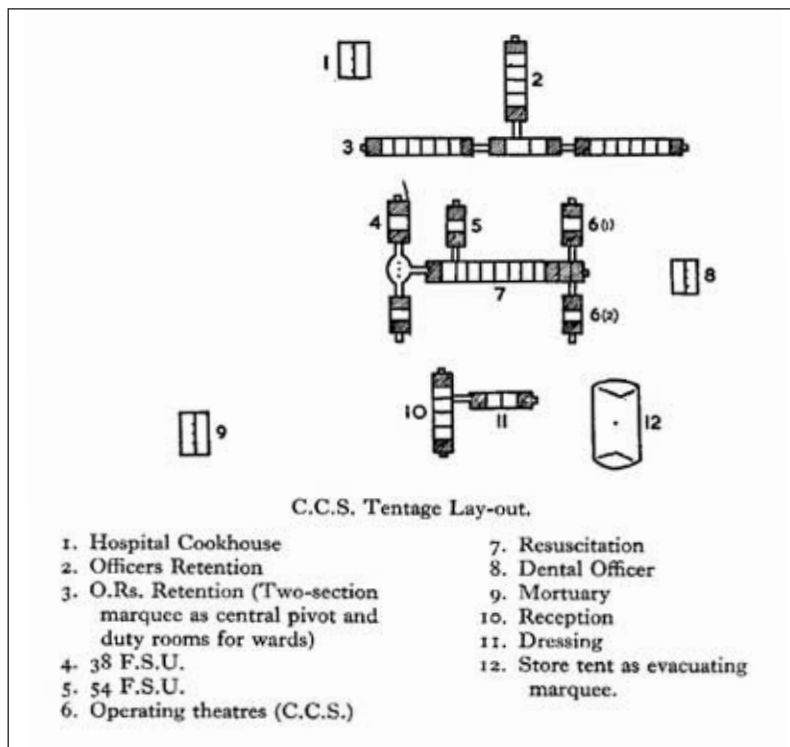 1
2
3
4
5
6(1)
7
8
6(2)
9
10
11
12
C.C.S. Tentage Lay-out.
1. Hospital Cookhouse
2. Officers Retention
3. O.Rs. Retention (Two-section
marquee as central pivot and
duty rooms for wards)
4. 38 F.S.U.
5. 54 F.S.U.
6. Operating theatres (C.C.S.)
7. Resuscitation
8. Dental Officer
9. Mortuary
10. Reception
11. Dressing
12. Store tent as evacuating
marquee.